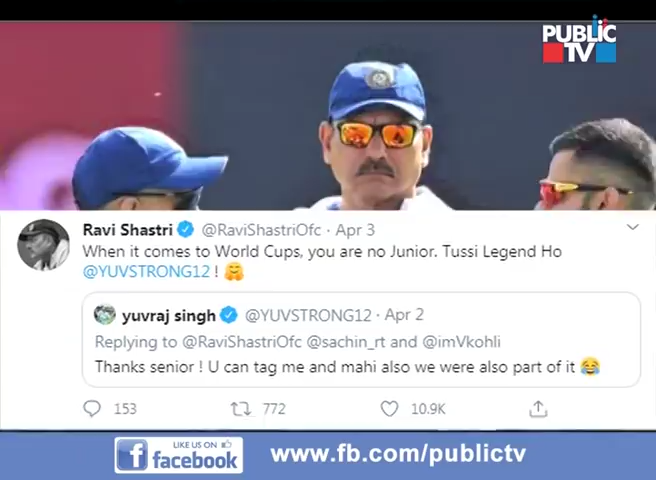 PUBLIC
TV
Ravi Shastri @RaviShastriOfc · Apr 3
When it comes to World Cups, you are no Junior. Tussi Legend Ho
@YUVSTRONG12 ! 🤗
yuvraj singh @YUVSTRONG12 · Apr 2
Replying to @RaviShastriOfc @sachin_rt and @imVkohli
Thanks senior ! U can tag me and mahi also we were also part of it 😂
153 772 10.9K
LIKE US ON
f facebook
www.fb.com/publictv